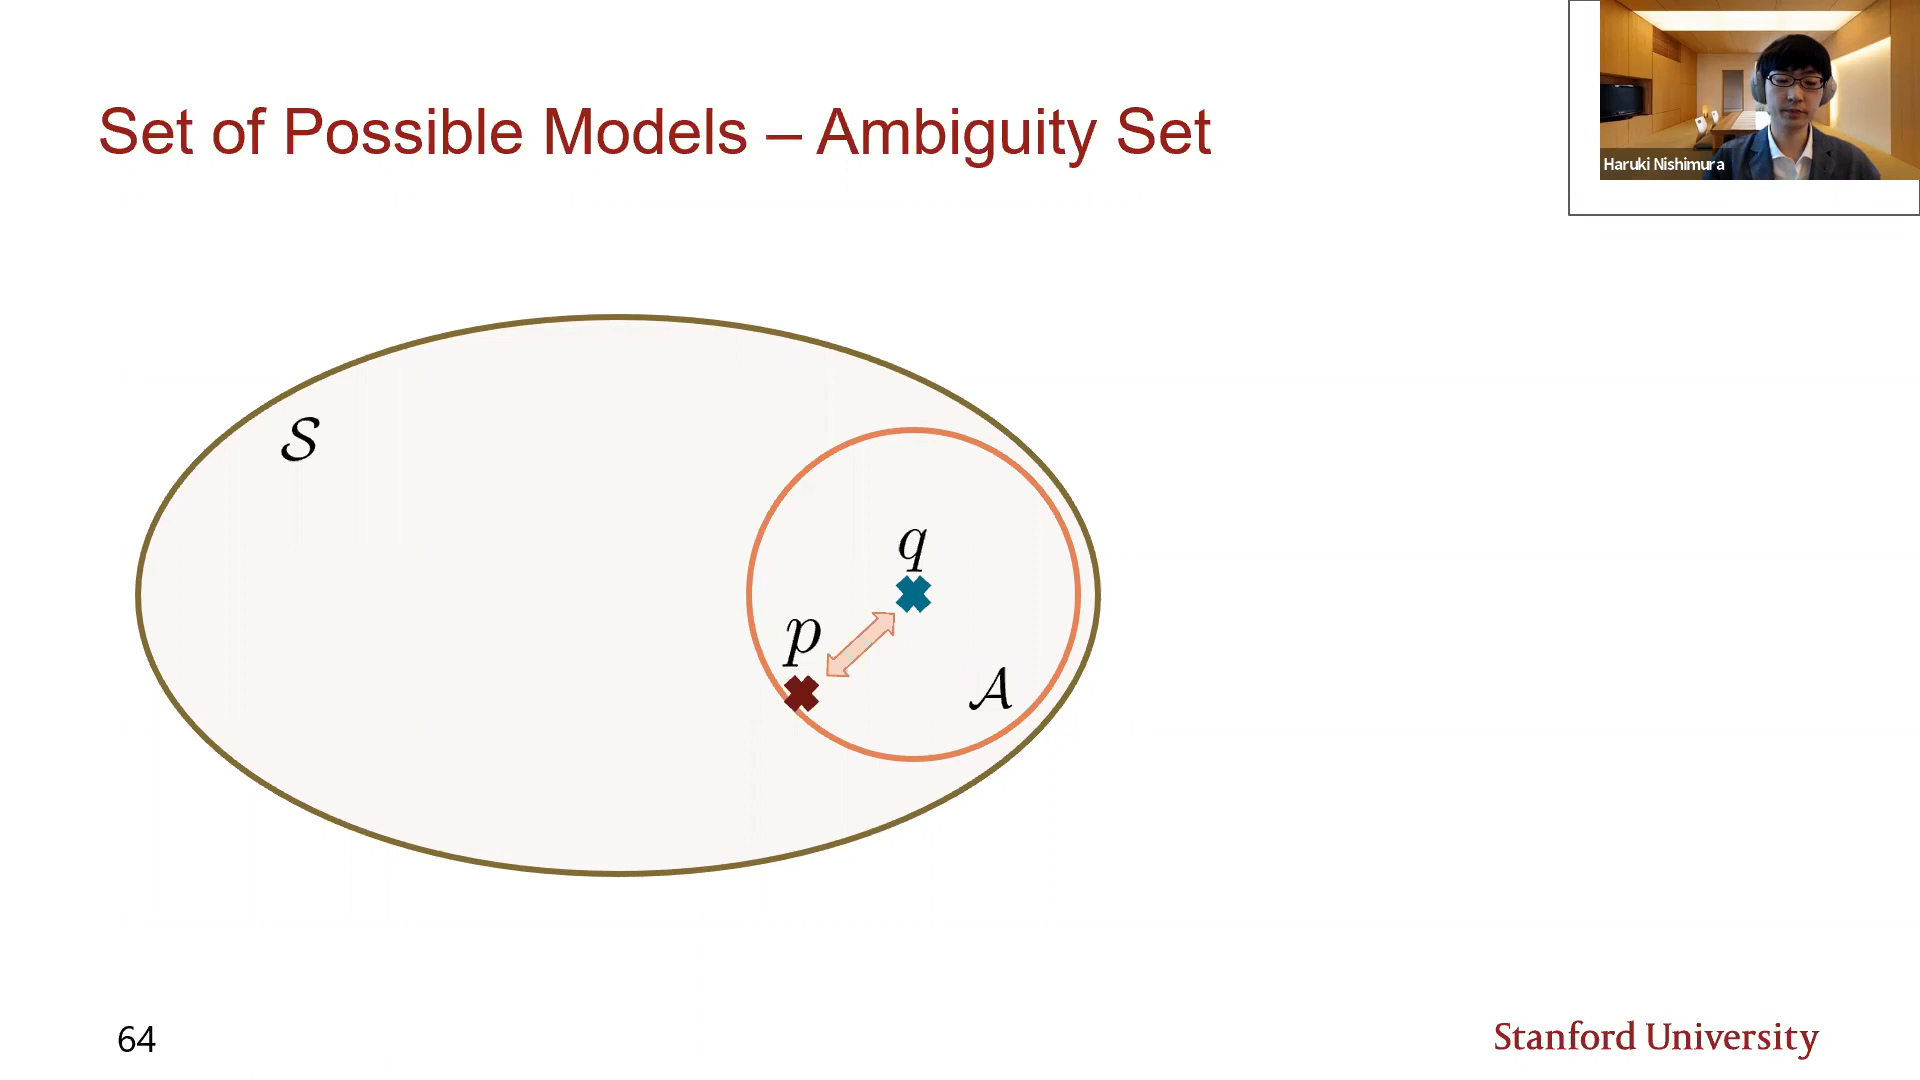 Set of Possible Models – Ambiguity Set
Haruki Nishimura
𝒮
q
p
𝒜
64
Stanford University